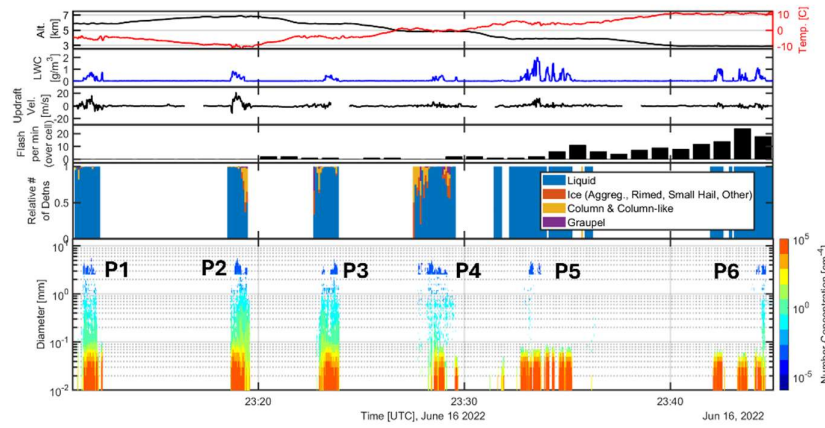 Alt.
[km]
7
5
3
10
0
-10
Temp. [C]
LWC
[g/m³]
2
1
0
Updraft
Vel.
[m/s]
20
0
-20
Flash
per min
(over cell)
20
10
0
Relative #
of Detns
0.5
0
Liquid
Ice (Aggreg., Rimed, Small Hail, Other)
Column & Column-like
Graupel
Diameter [mm]
10¹
10⁰
10⁻¹
10⁻²
P1
P2
P3
P4
P5
P6
10⁵
10⁰
10⁻⁵
Number Concentration [cm⁻⁴]
23:20
23:30
23:40
Time [UTC], June 16 2022
Jun 16, 2022